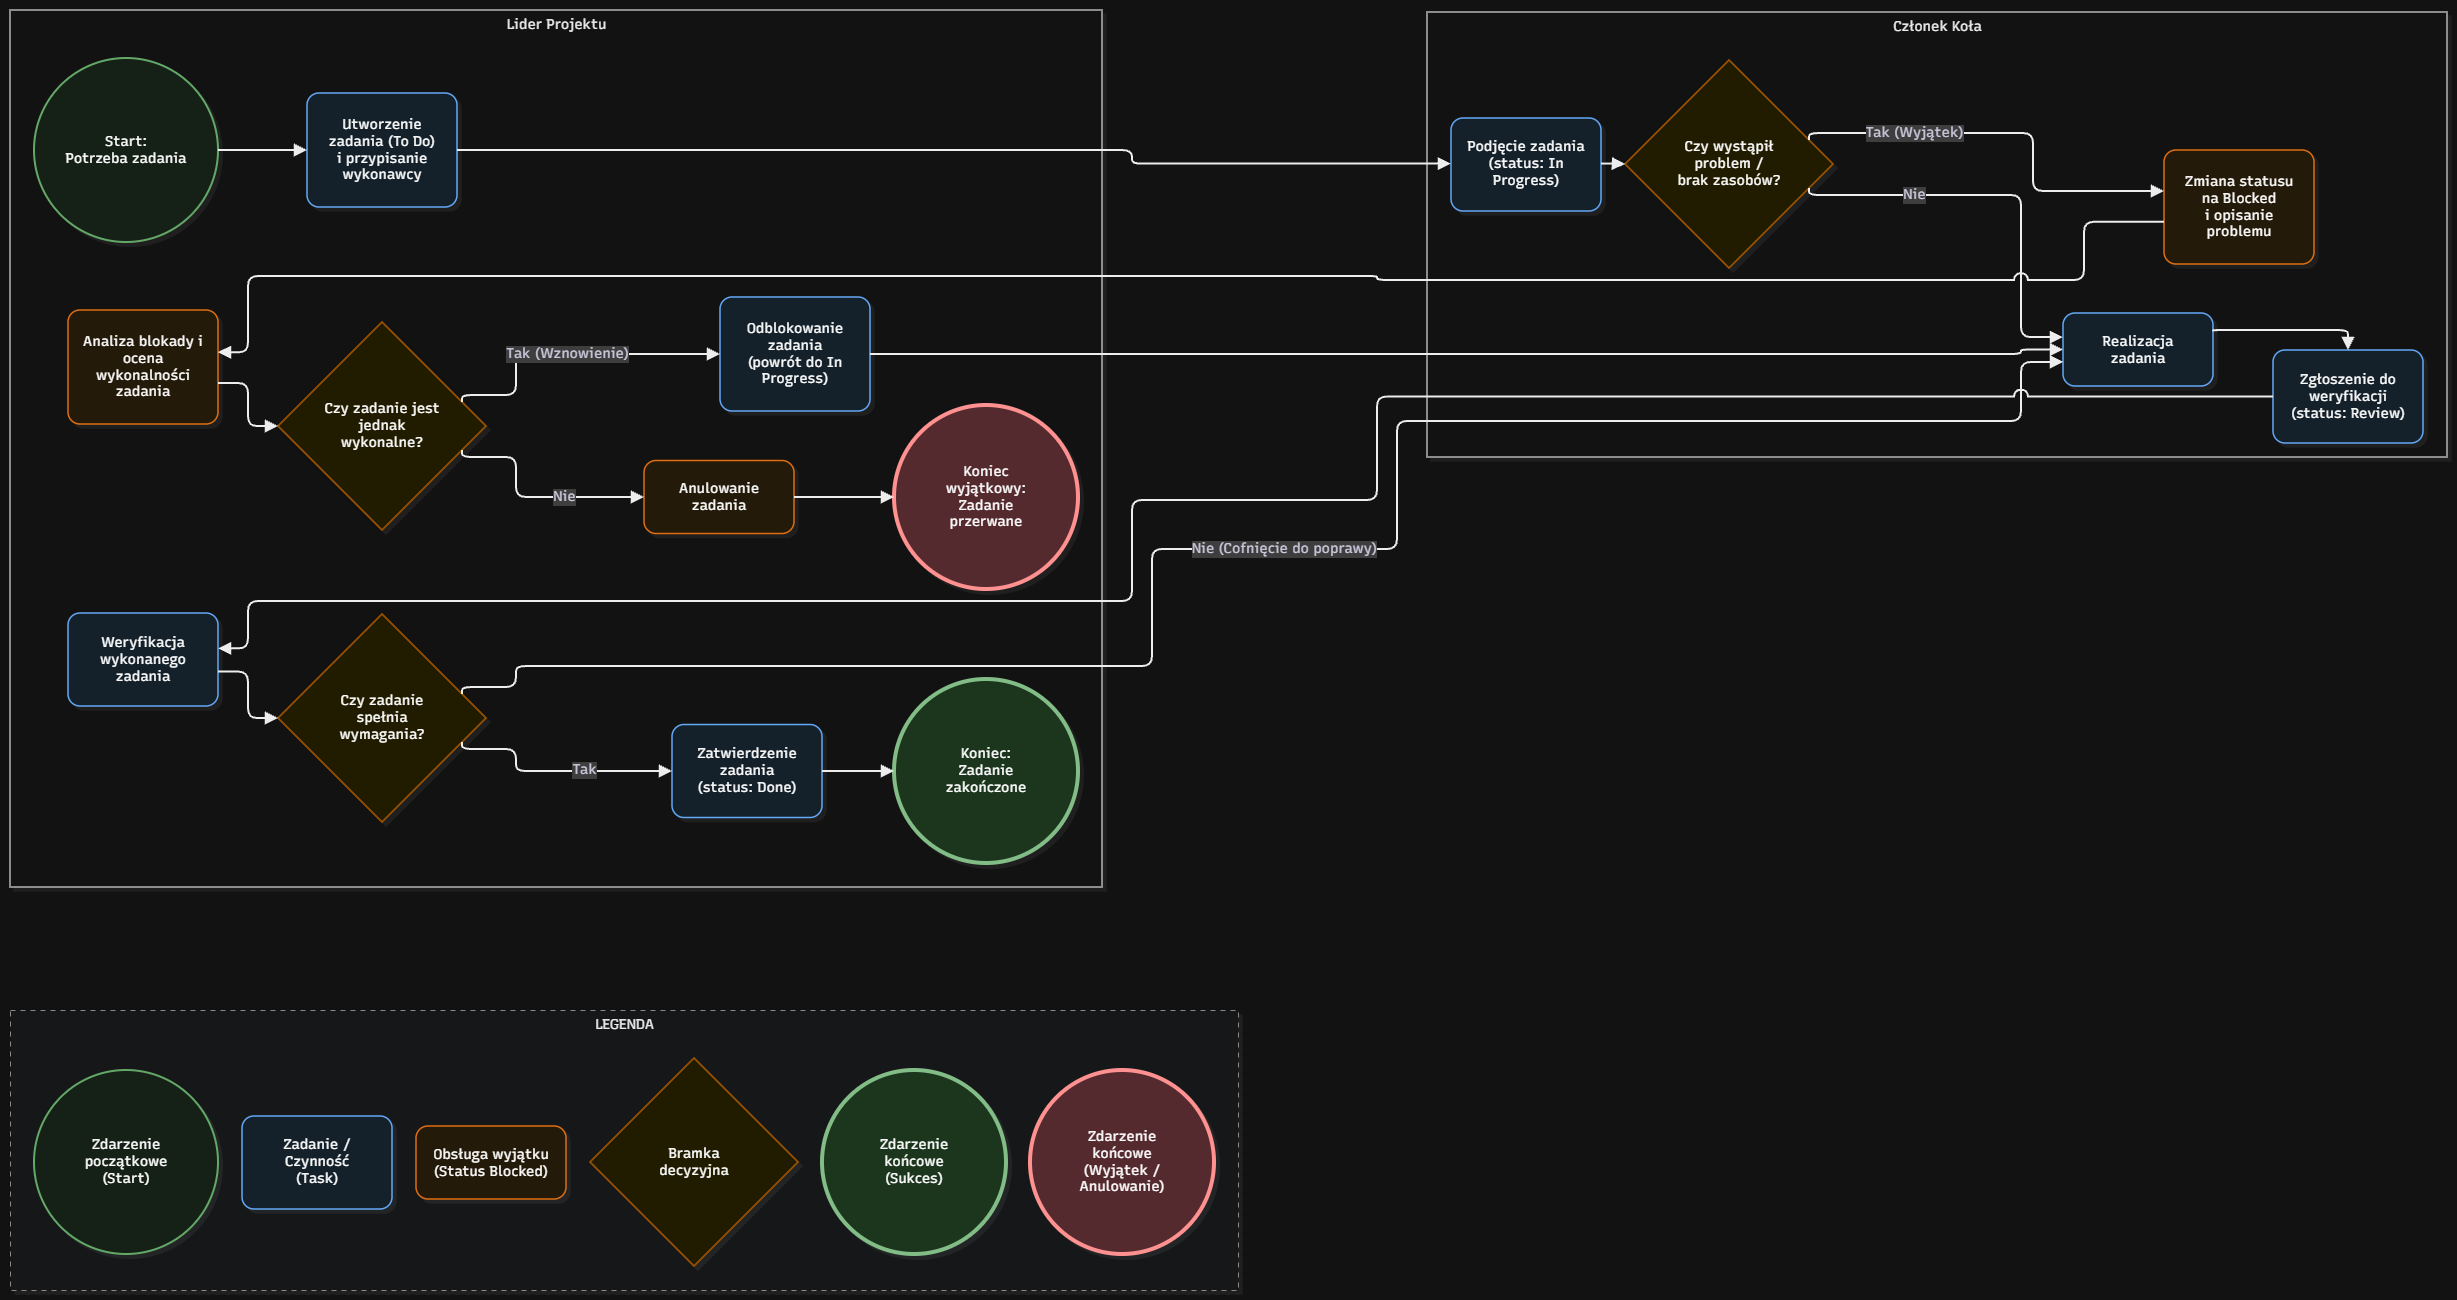 Lider Projektu
Start:
Potrzeba zadania
Utworzenie
zadania (To Do)
i przypisanie
wykonawcy
Analiza blokady i
ocena
wykonalności
zadania
Czy zadanie jest
jednak
wykonalne?
Tak (Wznowienie)
Odblokowanie
zadania
(powrót do In
Progress)
Nie
Anulowanie
zadania
Koniec
wyjątkowy:
Zadanie
przerwane
Weryfikacja
wykonanego
zadania
Czy zadanie
spełnia
wymagania?
Nie (Cofnięcie do poprawy)
Tak
Zatwierdzenie
zadania
(status: Done)
Koniec:
Zadanie
zakończone
Członek Koła
Podjęcie zadania
(status: In
Progress)
Czy wystąpił
problem /
brak zasobów?
Tak (Wyjątek)
Nie
Zmiana statusu
na Blocked
i opisanie
problemu
Realizacja
zadania
Zgłoszenie do
weryfikacji
(status: Review)
LEGENDA
Zdarzenie
początkowe
(Start)
Zadanie /
Czynność
(Task)
Obsługa wyjątku
(Status Blocked)
Bramka
decyzyjna
Zdarzenie
końcowe
(Sukces)
Zdarzenie
końcowe
(Wyjątek /
Anulowanie)